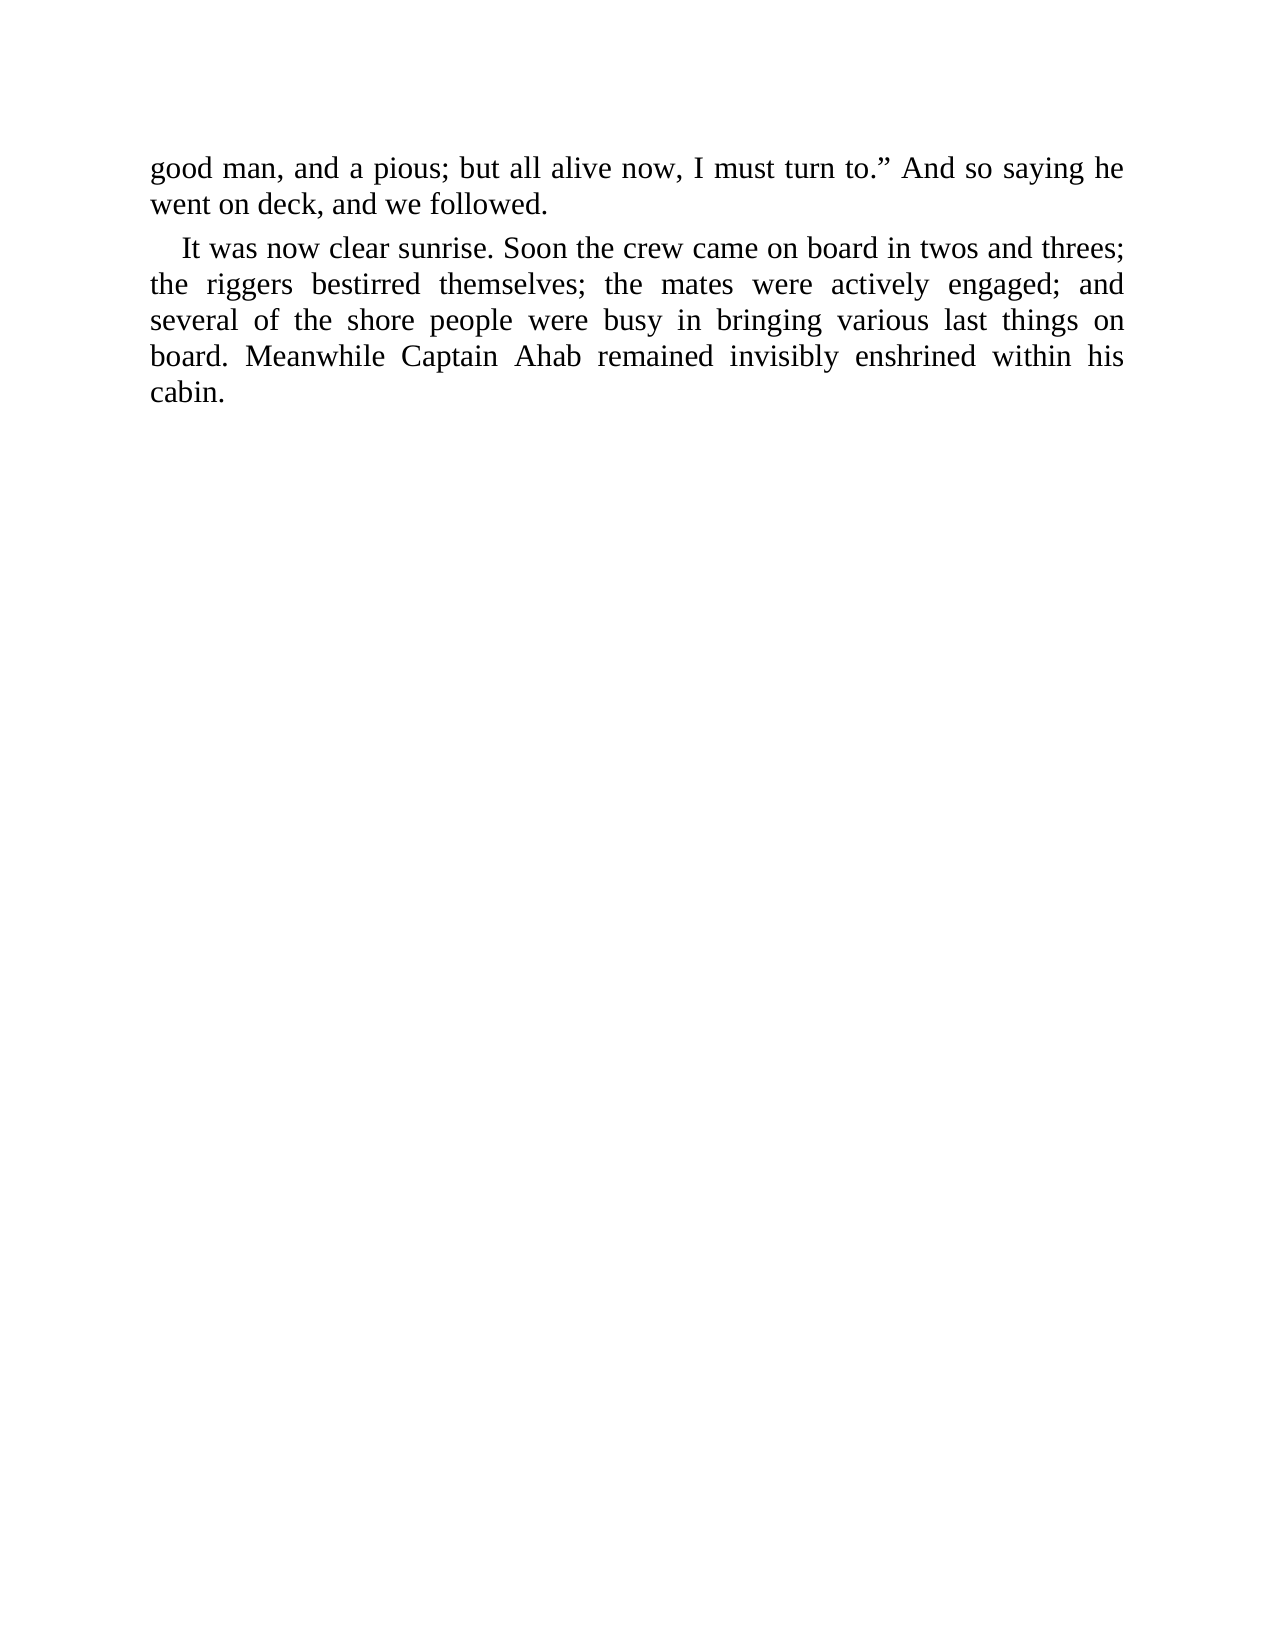 good man, and a pious; but all alive now, I must turn to.” And so saying he
went on deck, and we followed.
It was now clear sunrise. Soon the crew came on board in twos and threes;
the riggers bestirred themselves; the mates were actively engaged; and
several of the shore people were busy in bringing various last things on
board. Meanwhile Captain Ahab remained invisibly enshrined within his
cabin.